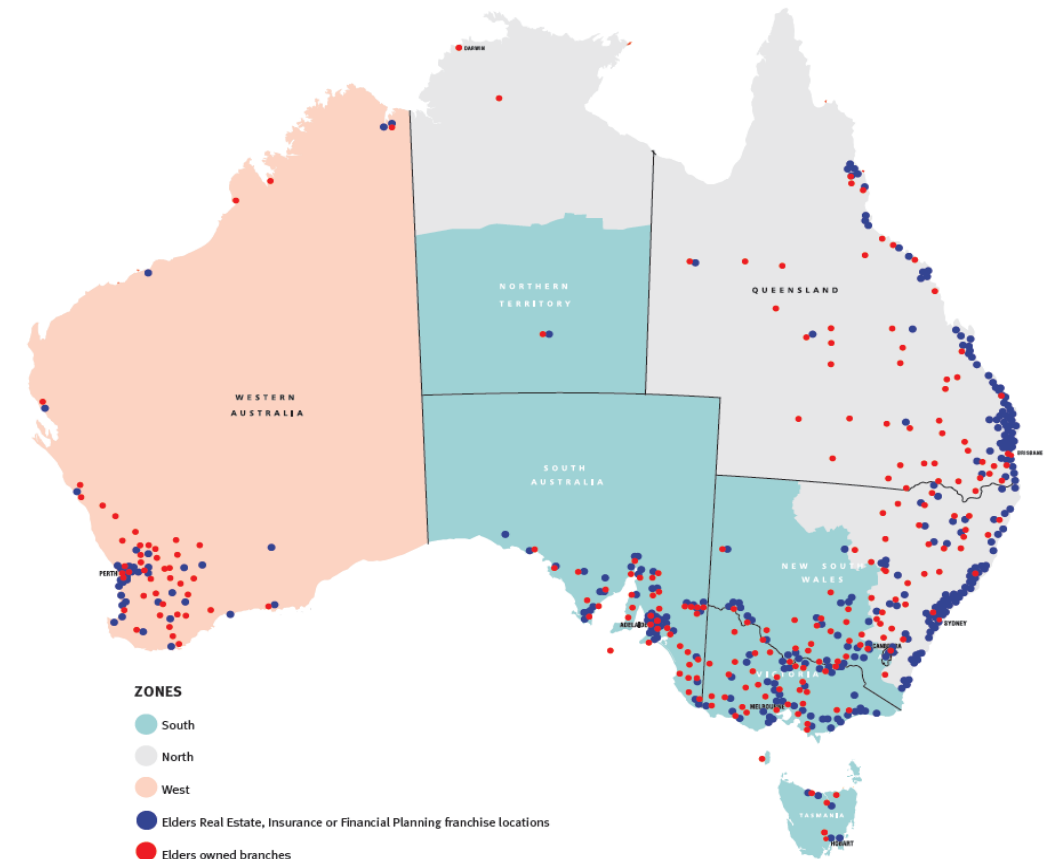 DARWIN
NORTHERN
TERRITORY
QUEENSLAND
WESTERN
AUSTRALIA
BRISBANE
SOUTH
AUSTRALIA
NEW SOUTH
WALES
PERTH
ADELAIDE
SYDNEY
CANBERRA
VICTORIA
MELBOURNE
ZONES
South
North
West
TASMANIA
Elders Real Estate, Insurance or Financial Planning franchise locations
HOBART
Elders owned branches